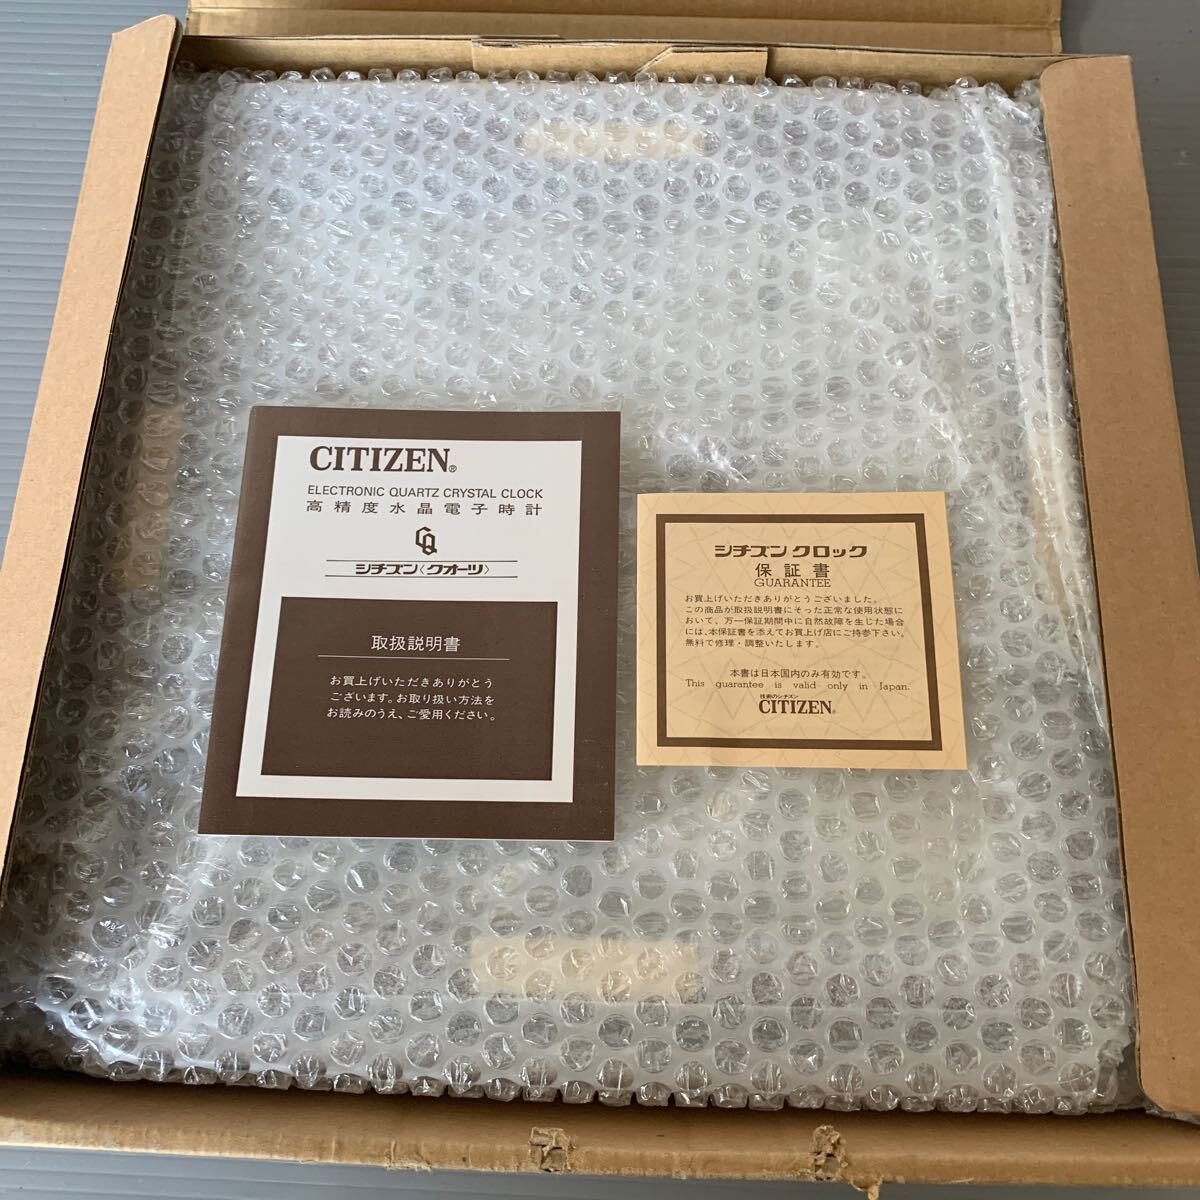 CITIZEN®
ELECTRONIC QUARTZ CRYSTAL CLOCK
高精度水晶電子時計
CQ
シチズン〈クオーツ〉
取扱説明書
お買上げいただきありがとう
ございます。お取り扱い方法を
お読みのうえ、ご愛用ください。
シチズン クロック
保証書
GUARANTEE
お買上げいただきありがとうございました。
この商品が取扱説明書にそった正常な使用状態に
おいて、万一保証期間中に自然故障を生じた場合
には、本保証書を添えてお買上げ店にご持参下さい。
無料で修理・調整いたします。
本書は日本国内のみ有効です。
This guarantee is valid only in Japan.
技術のシチズン
CITIZEN®